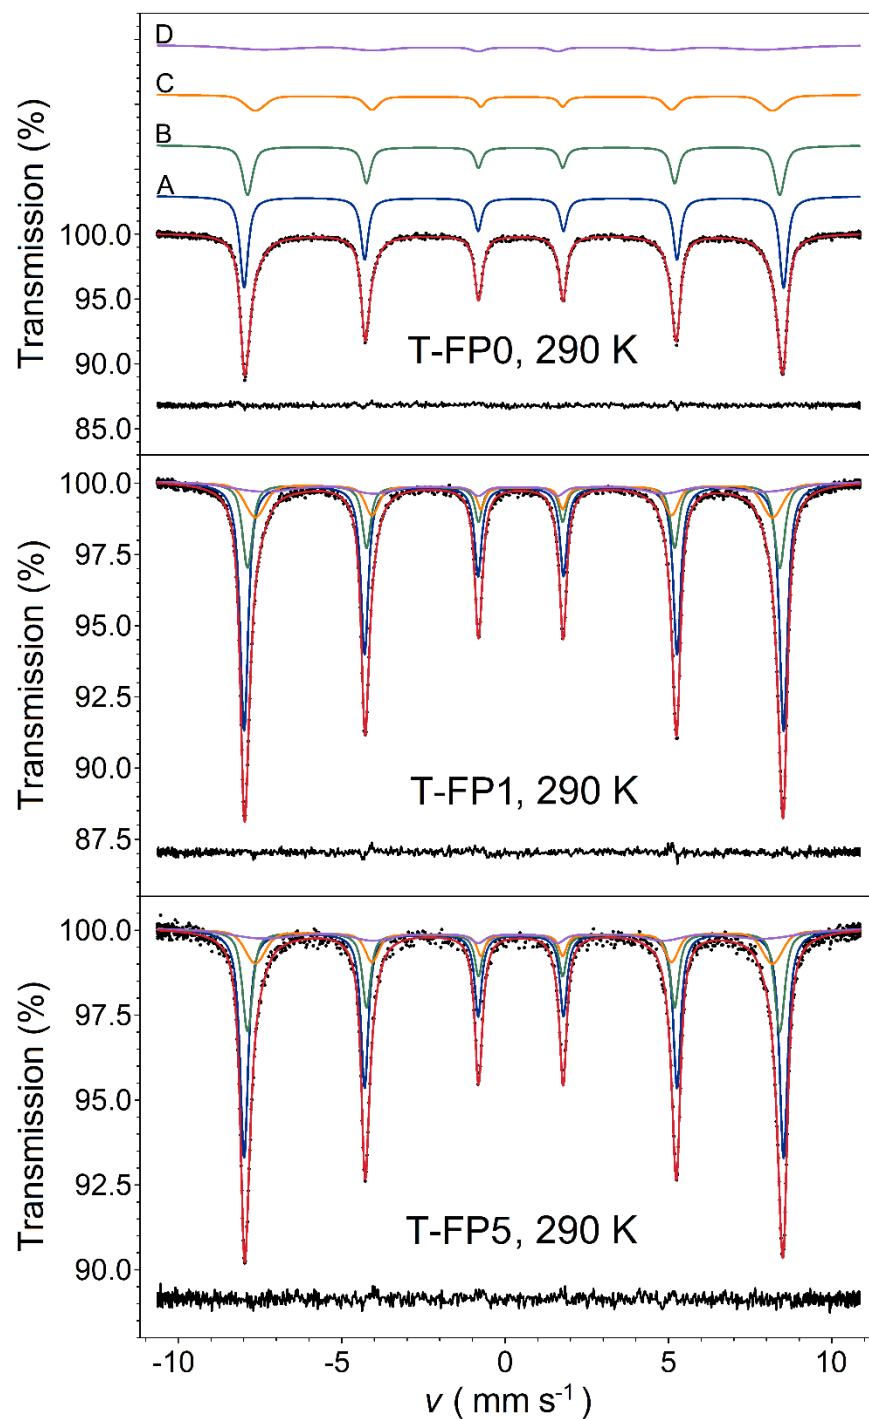 D
C
B
A
Transmission (%)
100.0
95.0
90.0
85.0
T-FP0, 290 K
Transmission (%)
100.0
97.5
95.0
92.5
90.0
87.5
T-FP1, 290 K
Transmission (%)
100.0
97.5
95.0
92.5
90.0
T-FP5, 290 K
-10 -5 0 5 10
v ( mm s⁻¹)